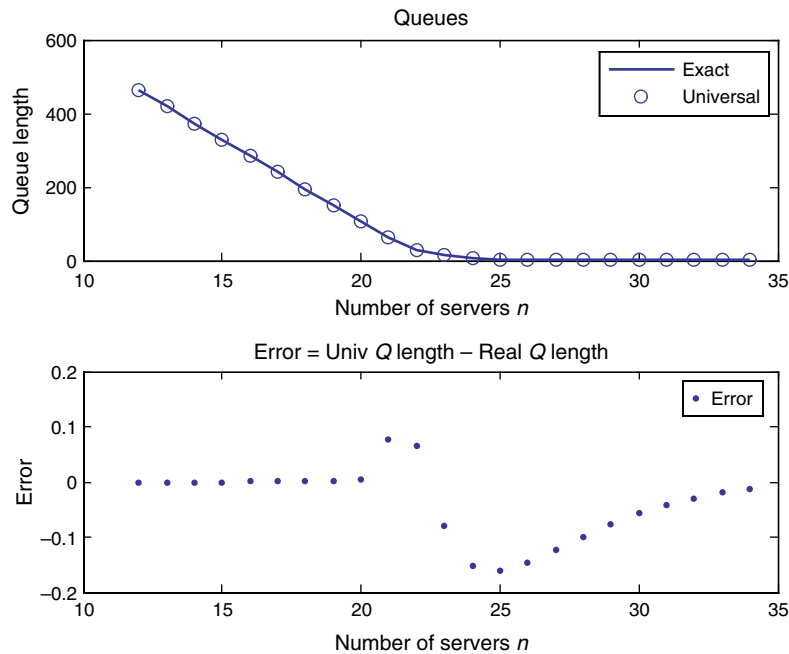 Queues
600
400
200
0
Queue length
Exact
Universal
10 15 20 25 30 35
Number of servers n
Error = Univ Q length – Real Q length
0.2
0.1
0
–0.1
–0.2
Error
Error
10 15 20 25 30 35
Number of servers n